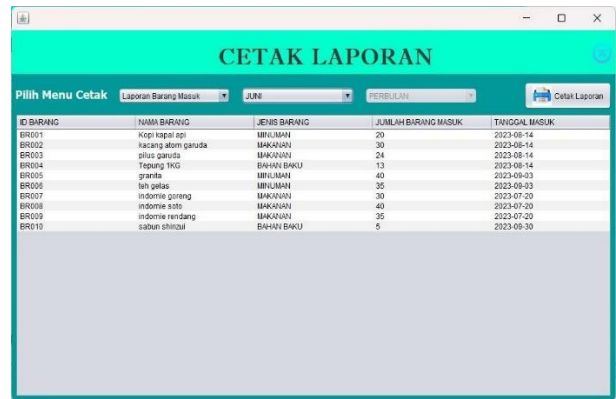 CETAK LAPORAN
Pilih Menu Cetak Laporan Barang Masuk JUNI PERBULAN Cetak Laporan
ID BARANG NAMA BARANG JENIS BARANG JUMLAH BARANG MASUK TANGGAL MASUK
BR001 Kopi kapal api MINUMAN 20 2023-08-14
BR002 kacang atom garuda MAKANAN 30 2023-08-14
BR003 pilus garuda MAKANAN 24 2023-08-14
BR004 Tepung 1KG BAHAN BAKU 13 2023-08-14
BR005 granita MINUMAN 40 2023-09-03
BR006 teh gelas MINUMAN 35 2023-09-03
BR007 indomie goreng MAKANAN 30 2023-07-20
BR008 indomie soto MAKANAN 40 2023-07-20
BR009 indomie rendang MAKANAN 35 2023-07-20
BR010 sabun shinzui BAHAN BAKU 5 2023-09-30